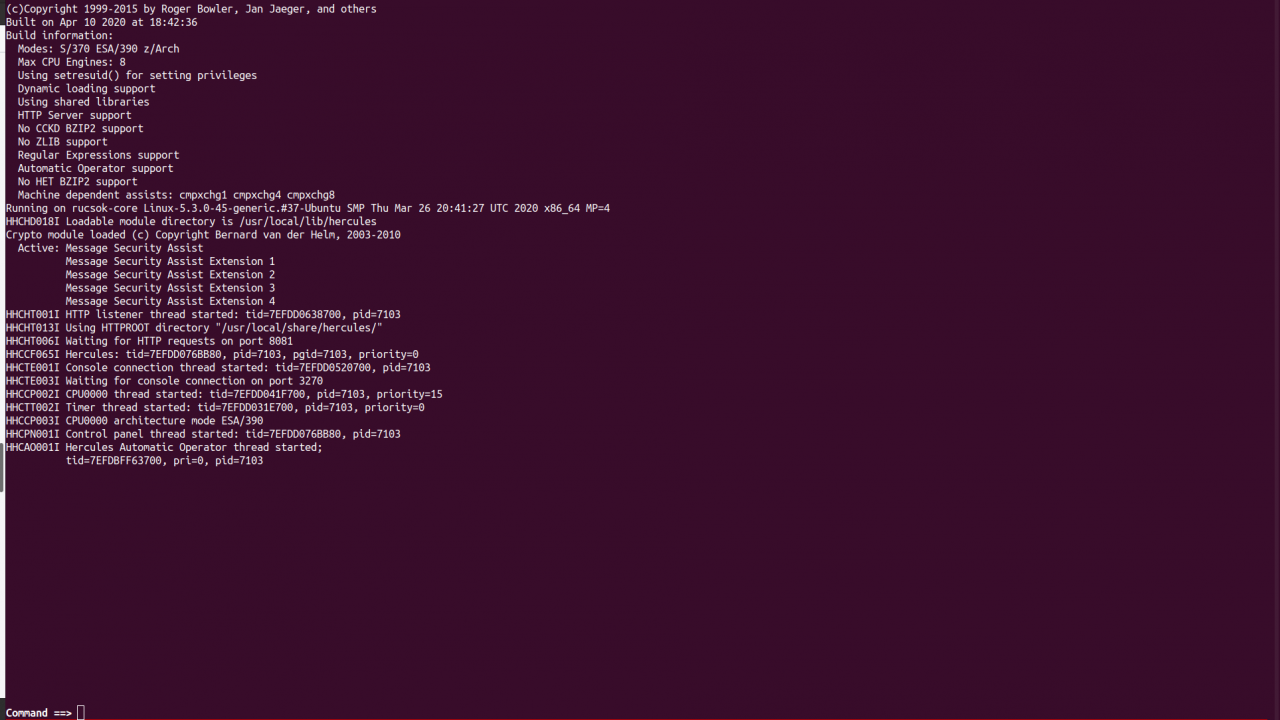 (c)Copyright 1999-2015 by Roger Bowler, Jan Jaeger, and others
Built on Apr 10 2020 at 18:42:36
Build information:
  Modes: S/370 ESA/390 z/Arch
  Max CPU Engines: 8
  Using setresuid() for setting privileges
  Dynamic loading support
  Using shared libraries
  HTTP Server support
  No CCKD BZIP2 support
  No ZLIB support
  Regular Expressions support
  Automatic Operator support
  No HET BZIP2 support
  Machine dependent assists: cmpxchg1 cmpxchg4 cmpxchg8
Running on rucsok-core Linux-5.3.0-45-generic.#37-Ubuntu SMP Thu Mar 26 20:41:27 UTC 2020 x86_64 MP=4
HHCHD018I Loadable module directory is /usr/local/lib/hercules
Crypto module loaded (c) Copyright Bernard van der Helm, 2003-2010
  Active: Message Security Assist
          Message Security Assist Extension 1
          Message Security Assist Extension 2
          Message Security Assist Extension 3
          Message Security Assist Extension 4
HHCHT001I HTTP listener thread started: tid=7EFDD0638700, pid=7103
HHCHT013I Using HTTPROOT directory "/usr/local/share/hercules/"
HHCHT006I Waiting for HTTP requests on port 8081
HHCCF065I Hercules: tid=7EFDD076BB80, pid=7103, pgid=7103, priority=0
HHCTE001I Console connection thread started: tid=7EFDD0520700, pid=7103
HHCTE003I Waiting for console connection on port 3270
HHCCP002I CPU0000 thread started: tid=7EFDD041F700, pid=7103, priority=15
HHCTT002I Timer thread started: tid=7EFDD031E700, pid=7103, priority=0
HHCCP003I CPU0000 architecture mode ESA/390
HHCPN001I Control panel thread started: tid=7EFDD076BB80, pid=7103
HHCAO001I Hercules Automatic Operator thread started;
          tid=7EFDBFF63700, pri=0, pid=7103
Command ==>